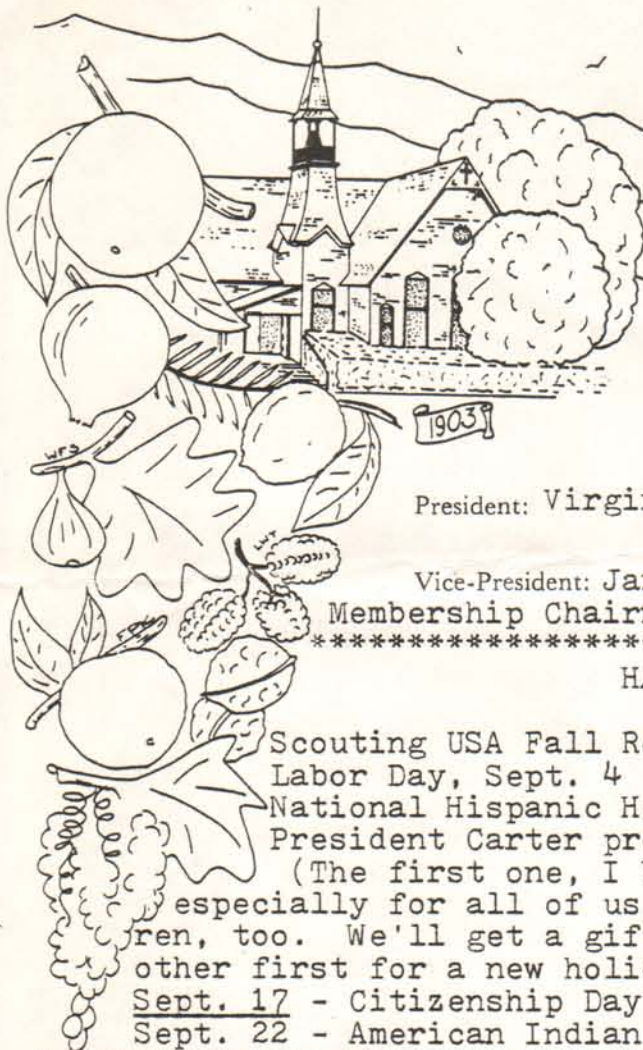 1903
WFS
President: Virgi
Vice-President: Ja
Membership Chair
Scouting USA Fall R
Labor Day, Sept. 4
National Hispanic H
President Carter pr
(The first one, I
especially for all of us
ren, too. We'll get a gif
other first for a new holi
Sept. 17 - Citizenship Day
Sept. 22 - American Indian